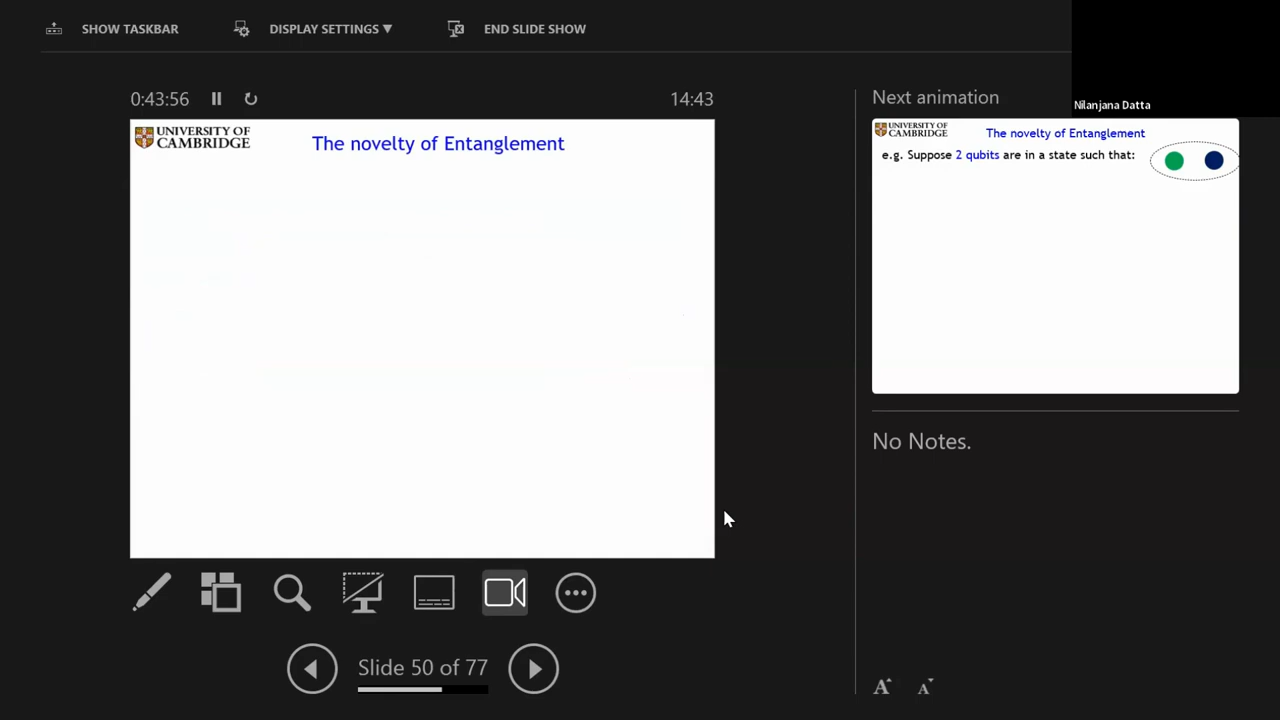 SHOW TASKBAR
DISPLAY SETTINGS ▼
END SLIDE SHOW
0:43:56
14:43
UNIVERSITY OF
CAMBRIDGE
The novelty of Entanglement
Next animation
Nilanjana Datta
UNIVERSITY OF
CAMBRIDGE
The novelty of Entanglement
e.g. Suppose 2 qubits are in a state such that:
No Notes.
Slide 50 of 77
A A